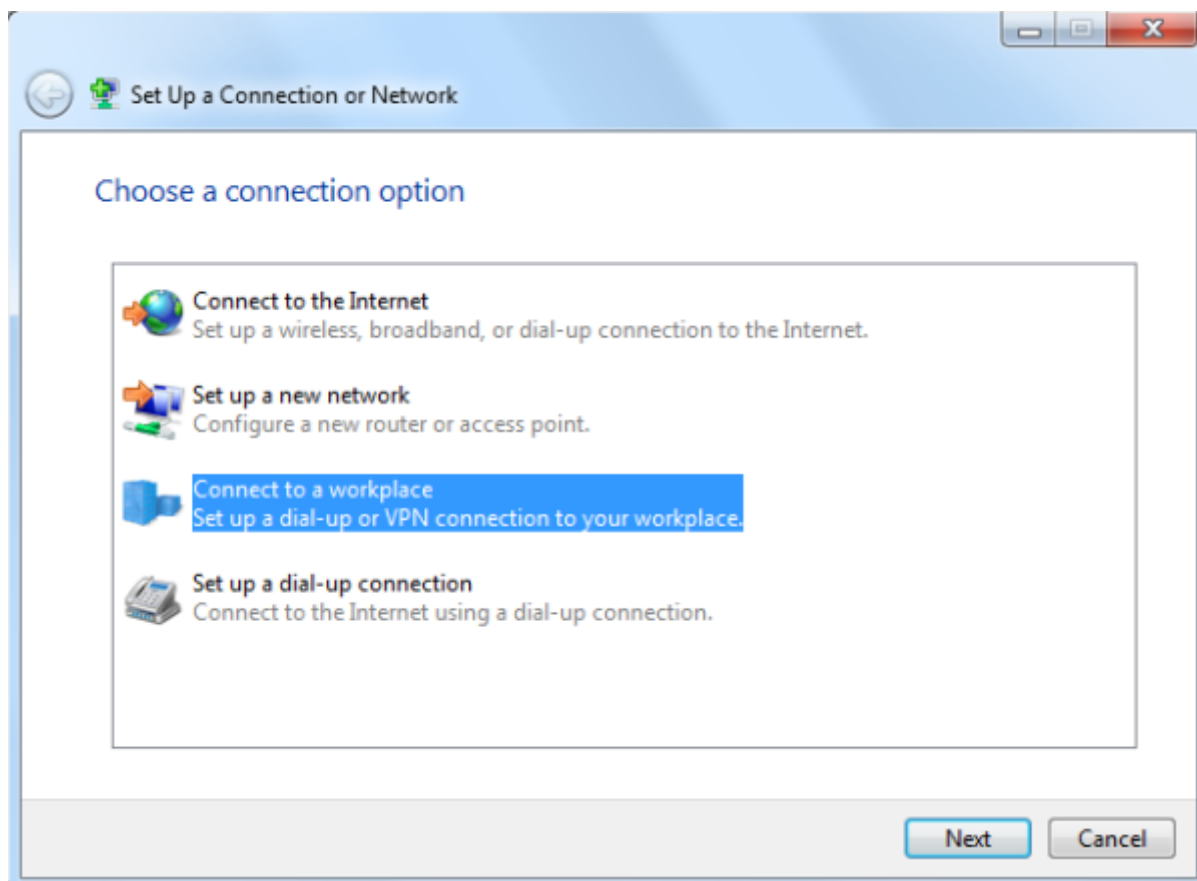 Set Up a Connection or Network
Choose a connection option
Connect to the Internet
Set up a wireless, broadband, or dial-up connection to the Internet.
Set up a new network
Configure a new router or access point.
Connect to a workplace
Set up a dial-up or VPN connection to your workplace.
Set up a dial-up connection
Connect to the Internet using a dial-up connection.
Next Cancel